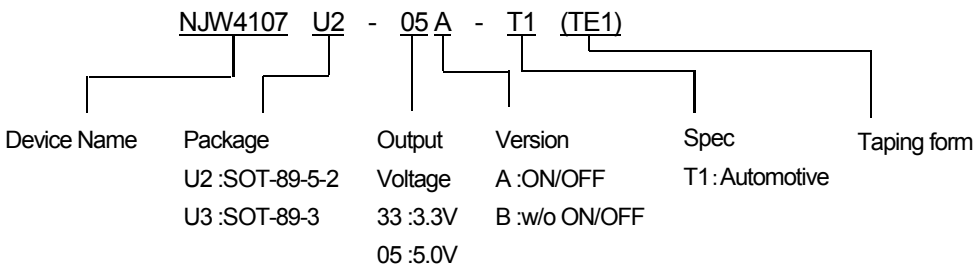 NJW4107 U2 - 05 A - T1 (TE1)
Device Name Package Output Version Spec Taping form
U2 :SOT-89-5-2 Voltage A :ON/OFF T1 : Automotive
U3 :SOT-89-3 33 :3.3V B :w/o ON/OFF
05 :5.0V